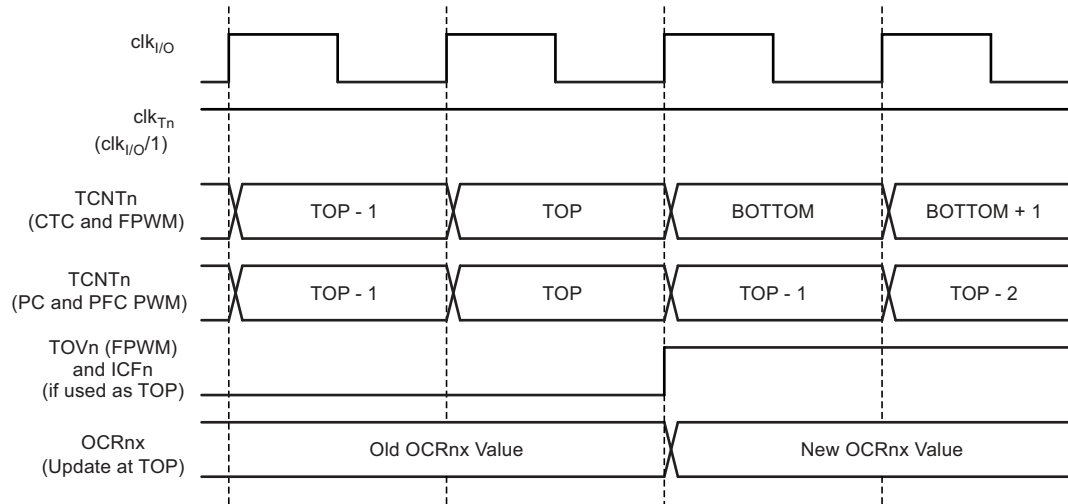 clkI/O
clkTn
(clkI/O/1)
TCNTn
(CTC and FPWM)
TOP - 1
TOP
BOTTOM
BOTTOM + 1
TCNTn
(PC and PFC PWM)
TOP - 1
TOP
TOP - 1
TOP - 2
TOVn (FPWM)
and ICFn
(if used as TOP)
OCRnx
(Update at TOP)
Old OCRnx Value
New OCRnx Value